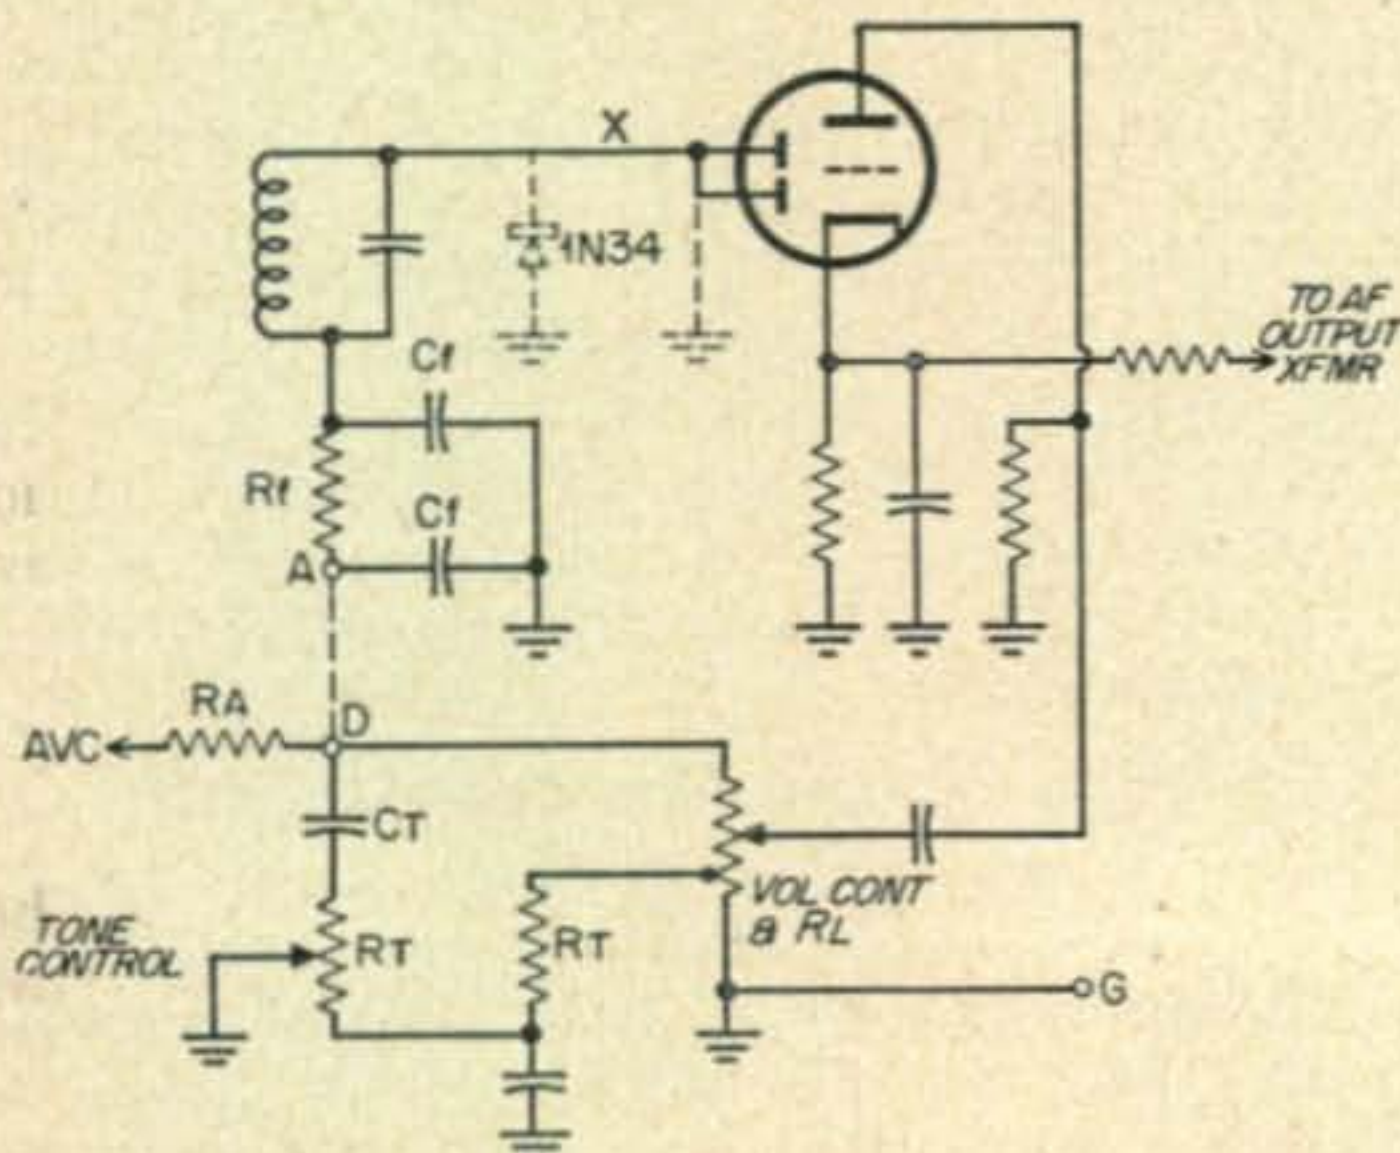 X
1N34
TO AF
OUTPUT
XFMR
Cf
Rf
Cf
A
RA
D
AVC
CT
VOL CONT
& RL
TONE
CONTROL
RT
RT
G